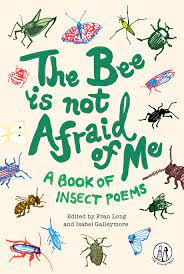 The Bee
is not
Afraid
of Me
A BOOK OF
INSECT POEMS
Edited by Fran Long
and Isabel Galleymore